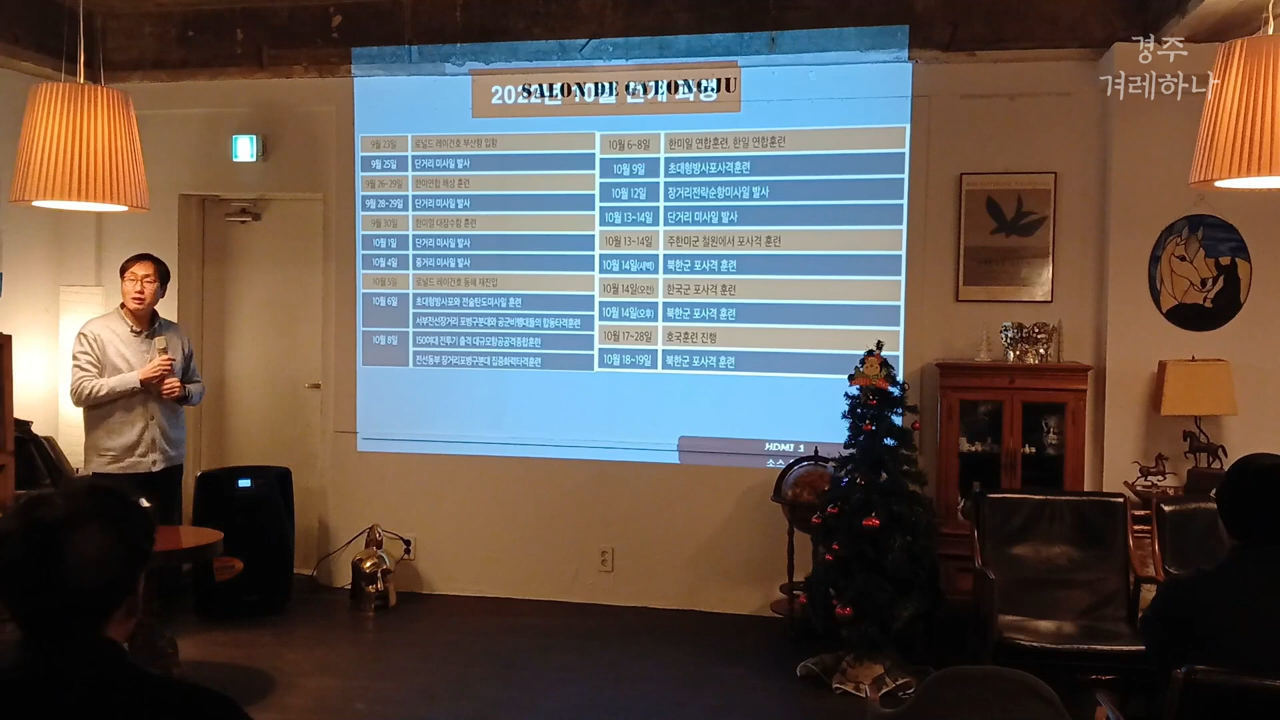 경주
겨레하나
SALON DE GYEONGJU
2022년 10월 전개 과정
9월 23일 로널드 레이건호 부산항 입항
9월 25일 단거리 미사일 발사
9월 26~29일 한미연합 해상 훈련
9월 28~29일 단거리 미사일 발사
9월 30일 한미일 대잠수함 훈련
10월 1일 단거리 미사일 발사
10월 4일 중거리 미사일 발사
10월 5일 로널드 레이건호 동해 재진입
10월 6일 초대형방사포와 전술탄도미사일 훈련
서부전선장거리 포병구분대와 공군비행대들의 합동타격훈련
10월 8일 150여대 전투기 출격 대규모항공공격종합훈련
전선동부 장거리포병구분대 집중화력타격훈련
10월 6~8일 한미일 연합훈련, 한일 연합훈련
10월 9일 초대형방사포사격훈련
10월 12일 장거리전략순항미사일 발사
10월 13~14일 단거리 미사일 발사
10월 13~14일 주한미군 철원에서 포사격 훈련
10월 14일(새벽) 북한군 포사격 훈련
10월 14일(오전) 한국군 포사격 훈련
10월 14일(오후) 북한군 포사격 훈련
10월 17~28일 호국훈련 진행
10월 18~19일 북한군 포사격 훈련
HDMI 1
소스